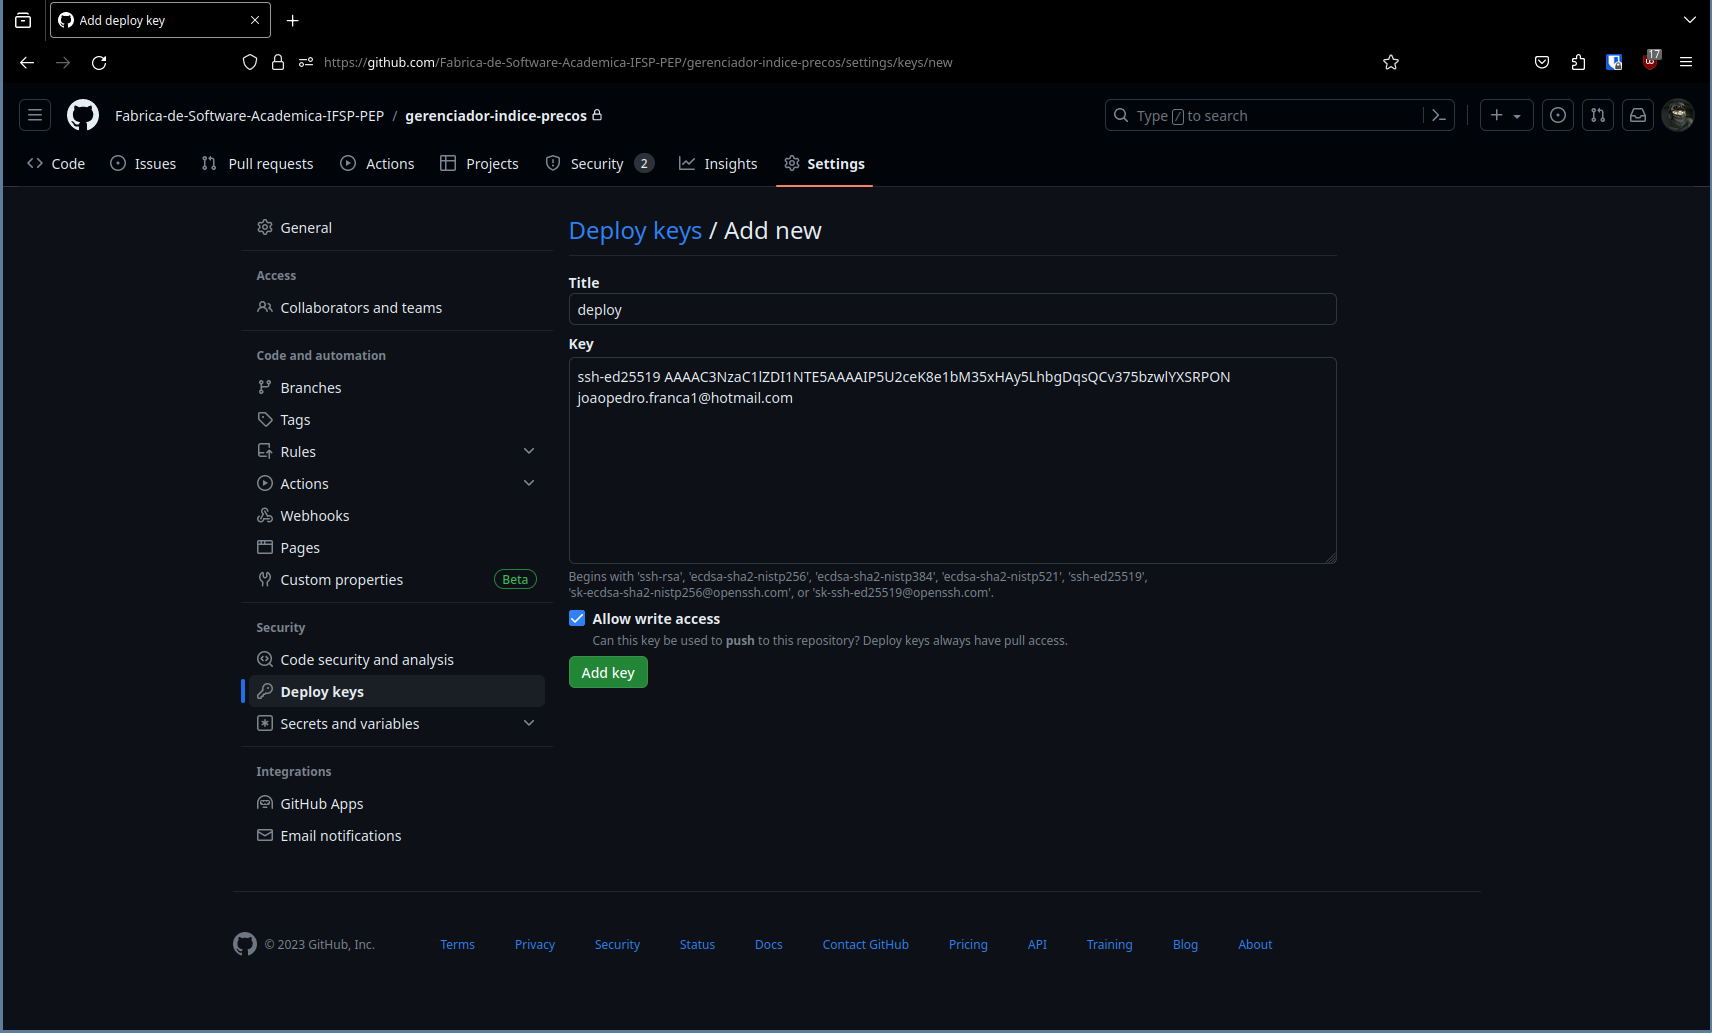 Add deploy key
17
https://github.com/Fabrica-de-Software-Academica-IFSP-PEP/gerenciador-indice-precos/settings/keys/new
Fabrica-de-Software-Academica-IFSP-PEP / gerenciador-indice-precos
Type / to search
Code Issues Pull requests Actions Projects Security 2 Insights Settings
General
Access
Collaborators and teams
Code and automation
Branches
Tags
Rules
Actions
Webhooks
Pages
Custom properties Beta
Security
Code security and analysis
Deploy keys
Secrets and variables
Integrations
GitHub Apps
Email notifications
Deploy keys / Add new
Title
deploy
Key
ssh-ed25519 AAAAC3NzaC1lZDI1NTE5AAAAIP5U2ceK8e1bM35xHAy5LhbgDqsQCv375bzwlYXSRPON
joaopedro.franca1@hotmail.com
Begins with 'ssh-rsa', 'ecdsa-sha2-nistp256', 'ecdsa-sha2-nistp384', 'ecdsa-sha2-nistp521', 'ssh-ed25519',
'sk-ecdsa-sha2-nistp256@openssh.com', or 'sk-ssh-ed25519@openssh.com'.
Allow write access
Can this key be used to push to this repository? Deploy keys always have pull access.
Add key
© 2023 GitHub, Inc. Terms Privacy Security Status Docs Contact GitHub Pricing API Training Blog About